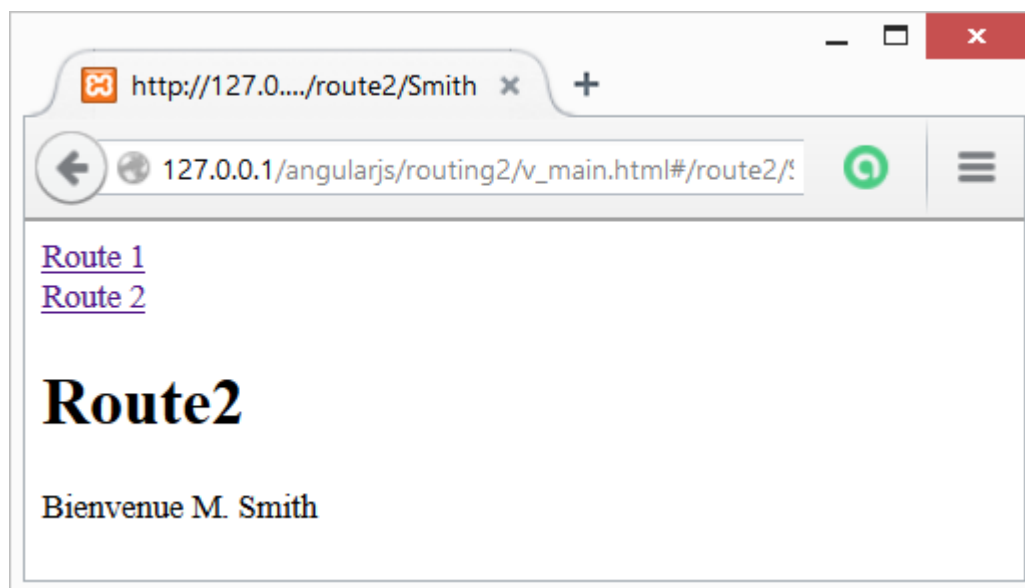 http://127.0..../route2/Smith
127.0.0.1/angularjs/routing2/v_main.html#/route2/
Route 1
Route 2
Route2
Bienvenue M. Smith